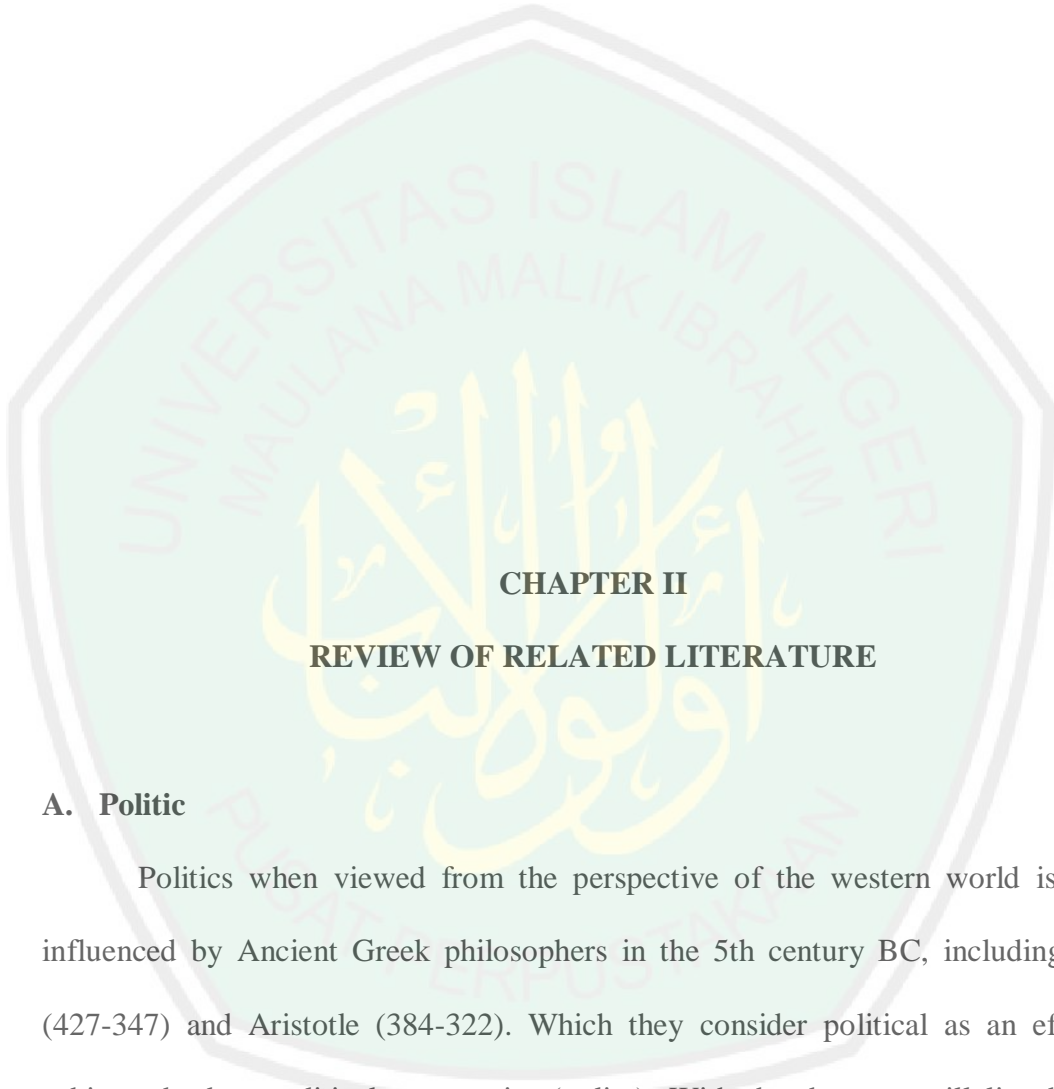 UNIVERSITAS ISLAM NEGERI
MAULANA MALIK IBRAHIM
CHAPTER II
REVIEW OF RELATED LITERATURE
A. Politic
Politics when viewed from the perspective of the western world is
influenced by Ancient Greek philosophers in the 5th century BC, including
(427-347) and Aristotle (384-322). Which they consider political as an ef
PUSAT PERPUSTAKAAN